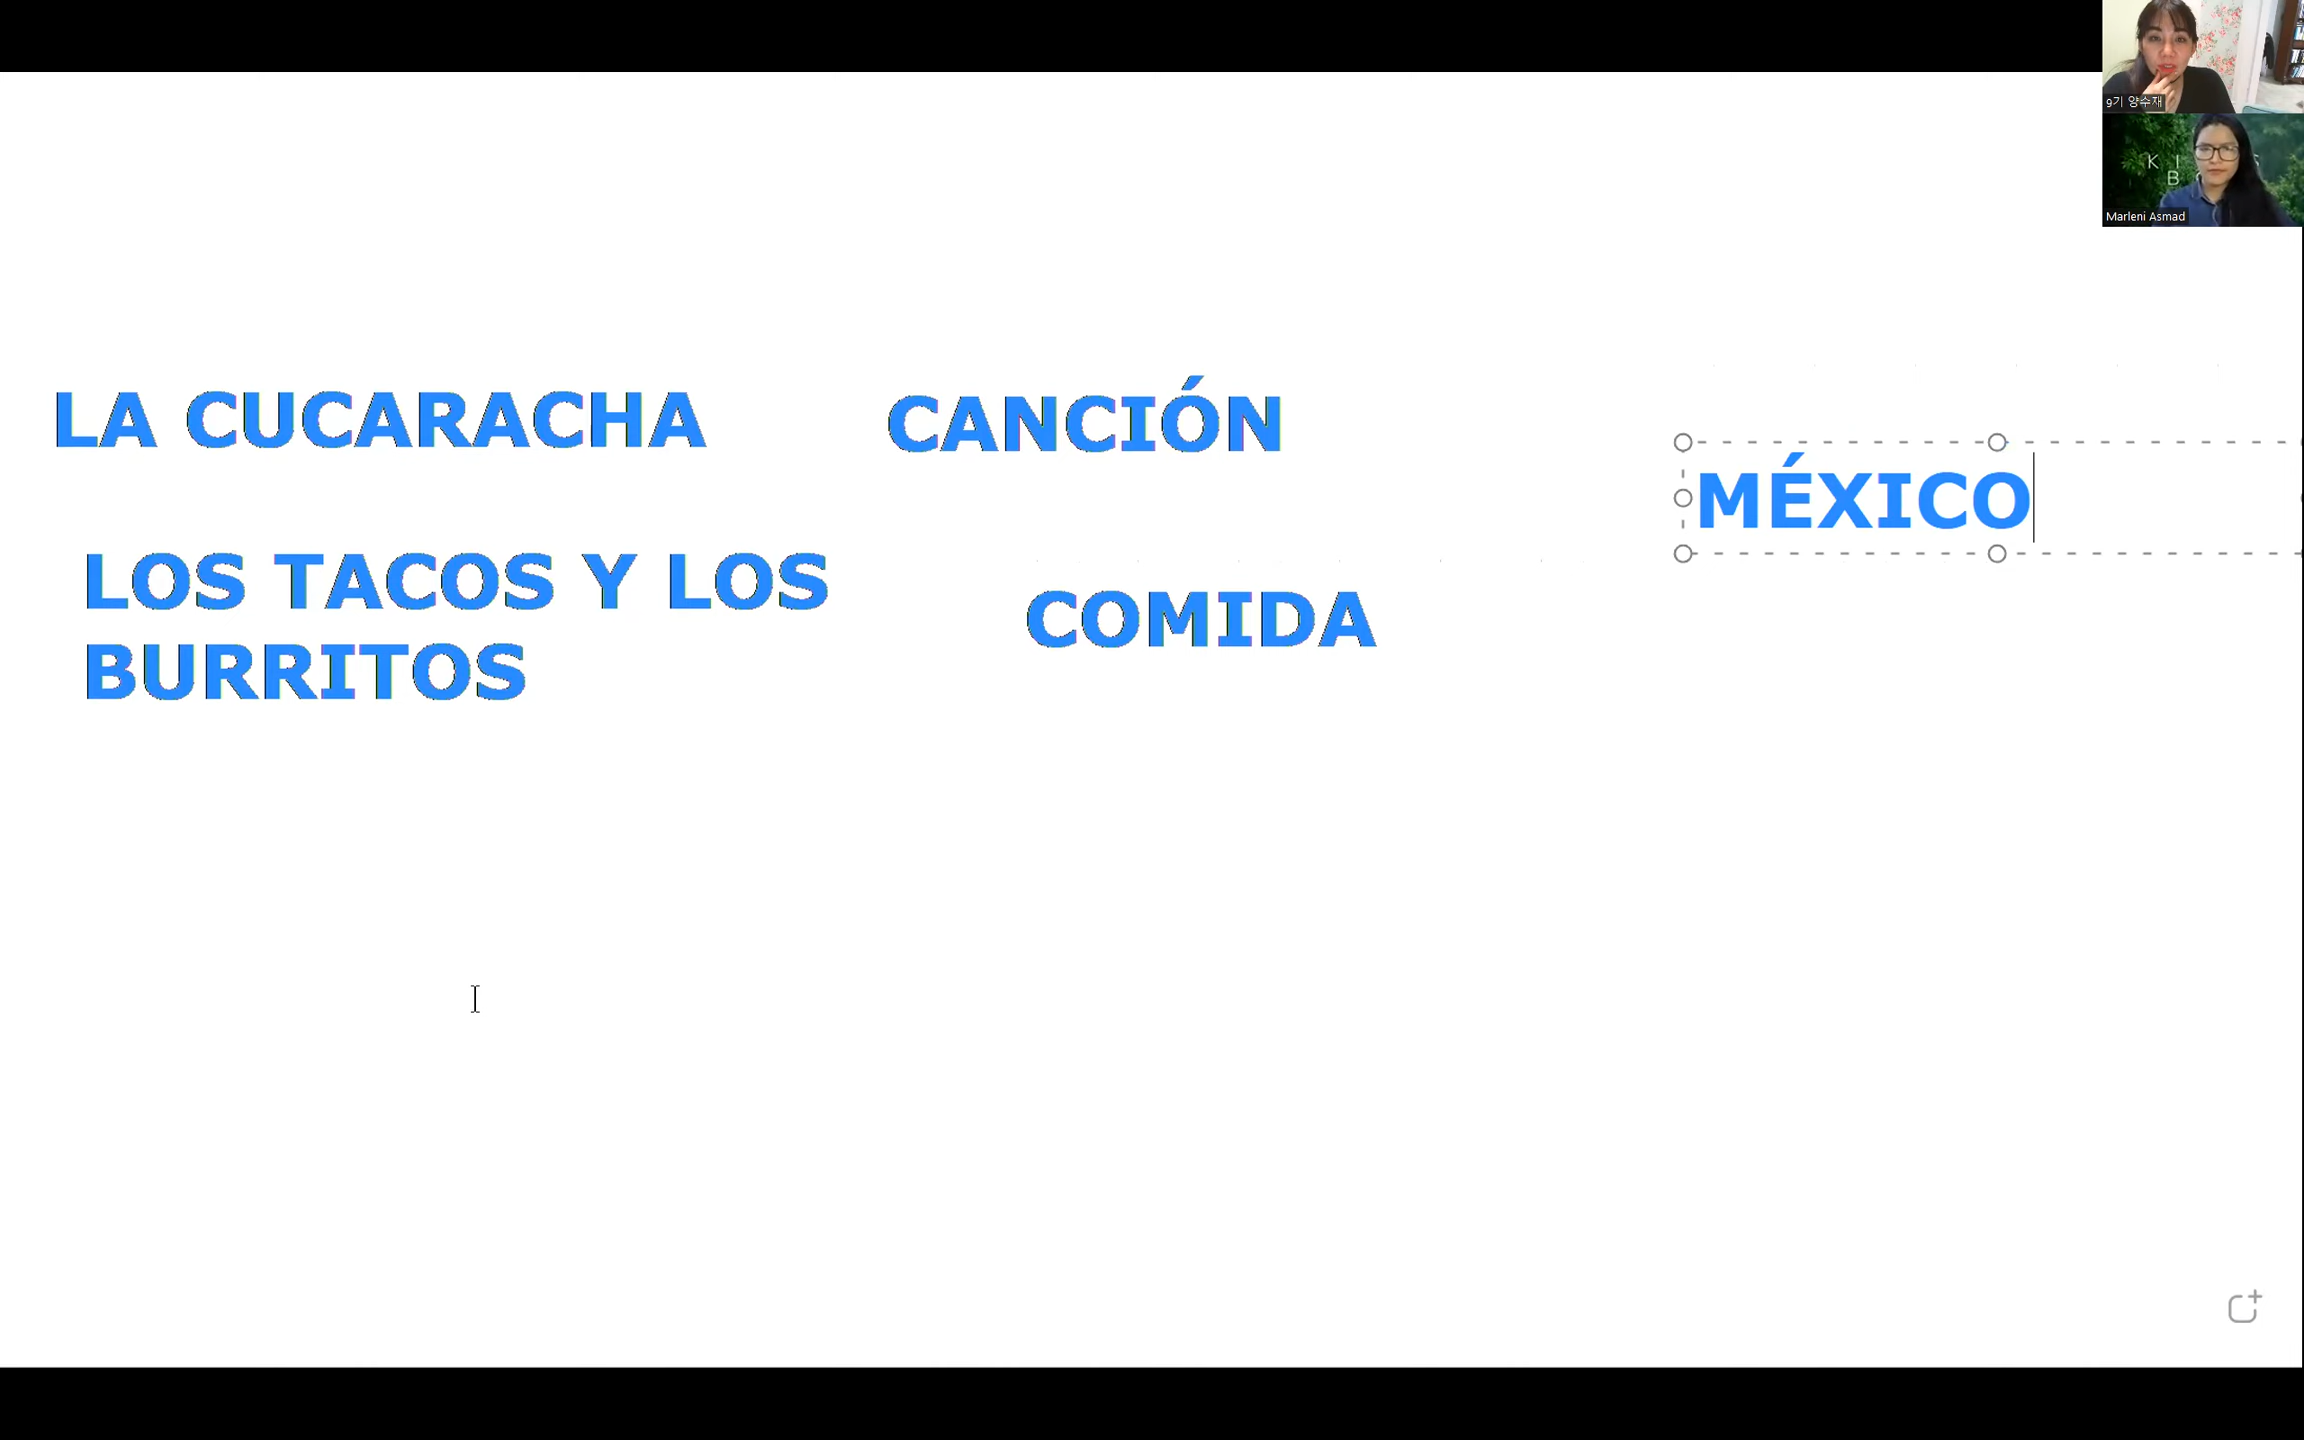 9기 양수재
K I
B
Marleni Asmad
LA CUCARACHA
CANCIÓN
MÉXICO
LOS TACOS Y LOS
BURRITOS
COMIDA